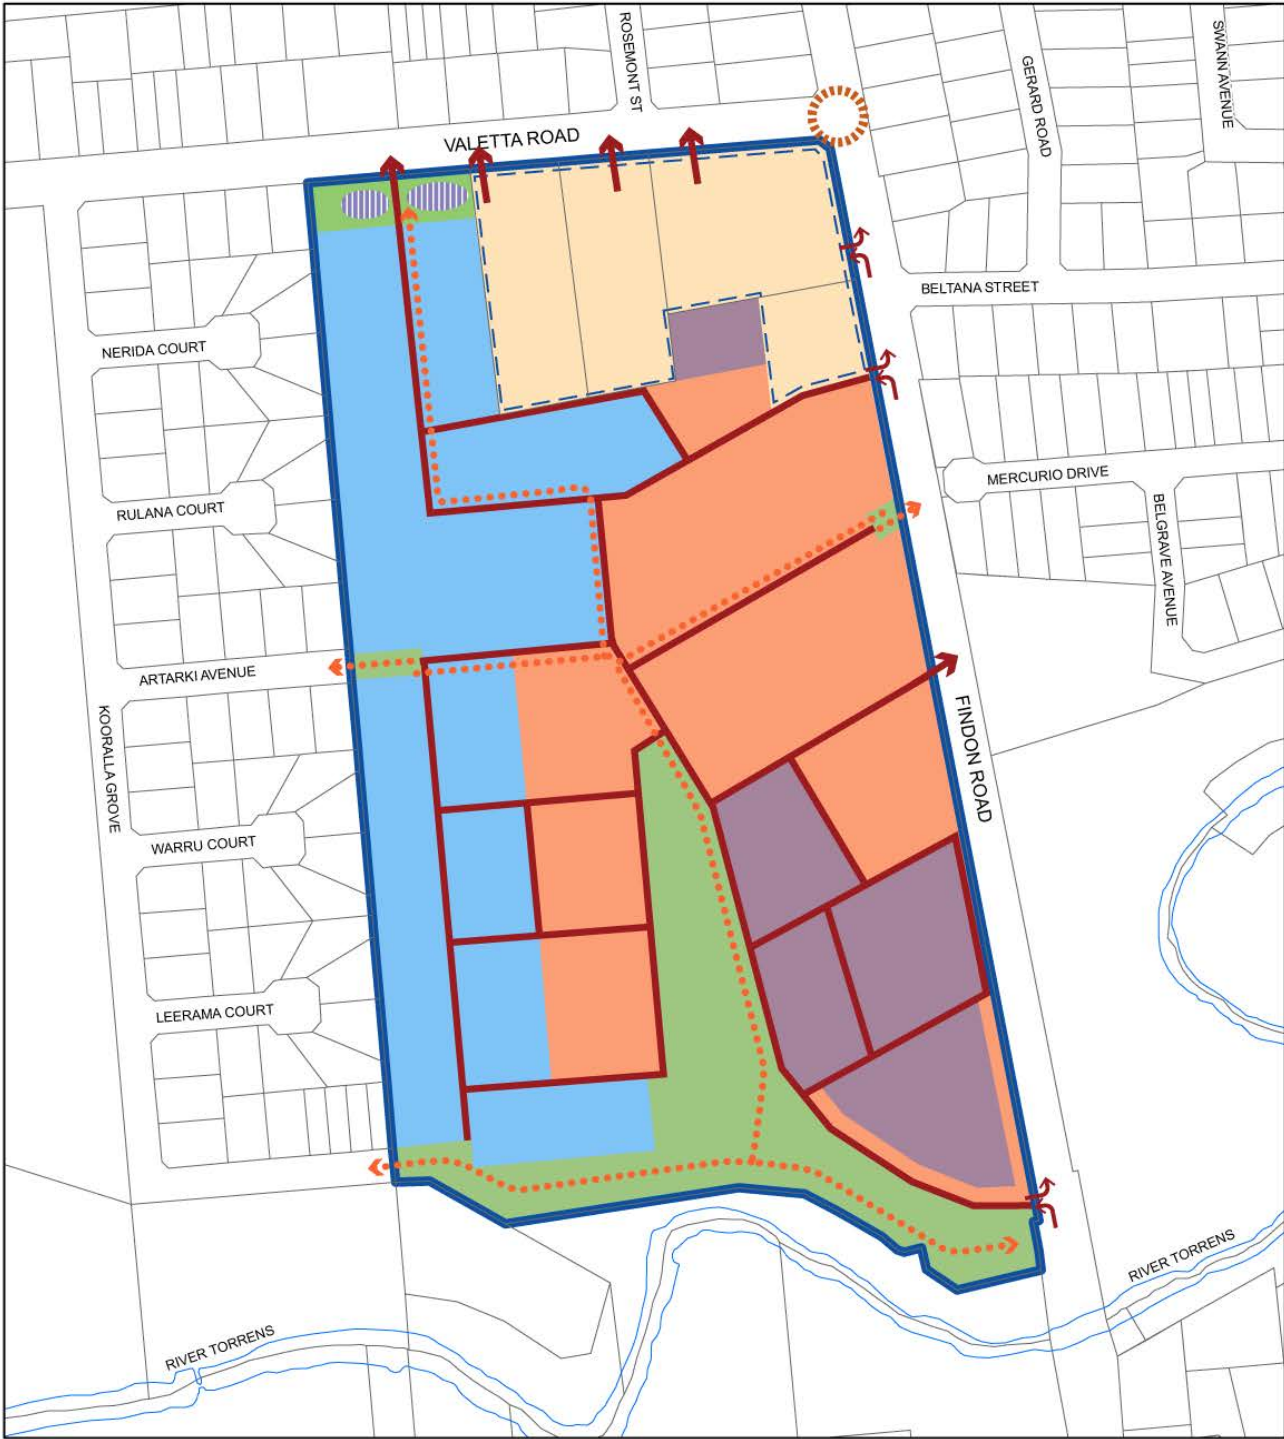 ROSEMONT ST
SWANN AVENUE
GERARD ROAD
VALETTA ROAD
BELTANA STREET
NERIDA COURT
MERCURIO DRIVE
RULANA COURT
BELGRAVE AVENUE
ARTARKI AVENUE
KOORALLA GROVE
FINDON ROAD
WARRU COURT
LEERAMA COURT
RIVER TORRENS
RIVER TORRENS